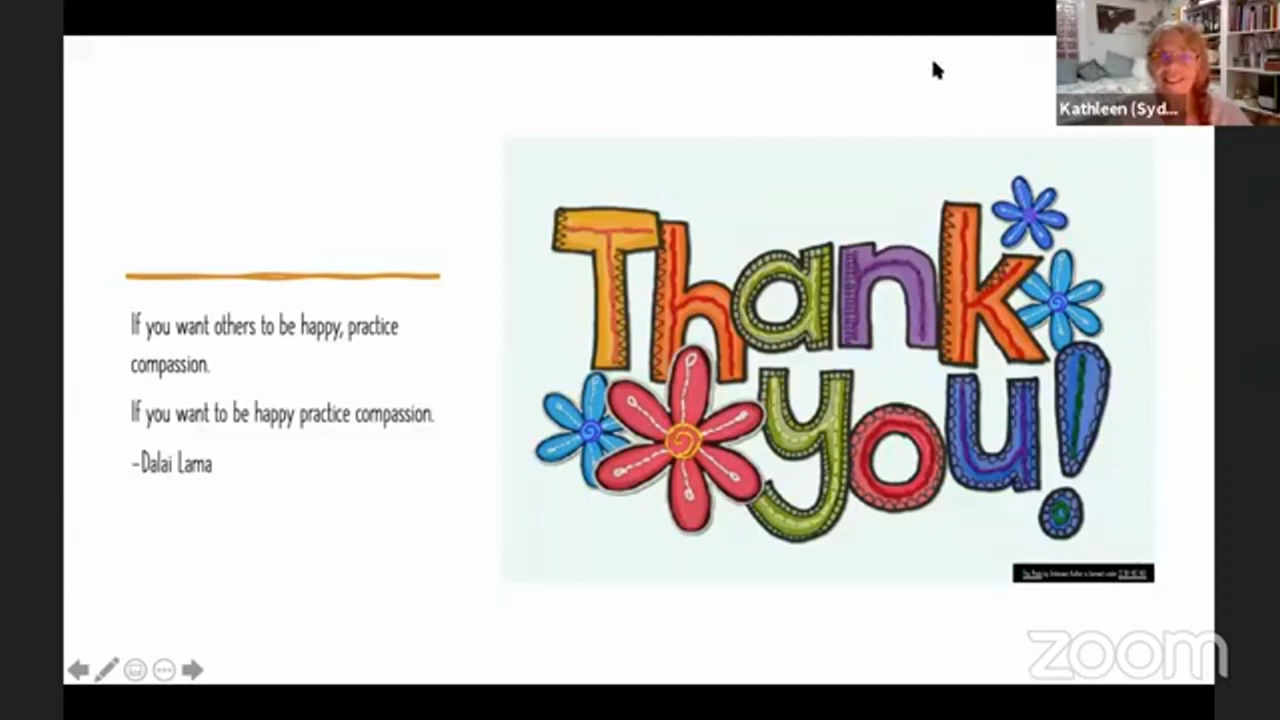 Kathleen (Syd...
If you want others to be happy, practice
compassion.
If you want to be happy practice compassion.
-Dalai Lama
Thank
you!
zoom